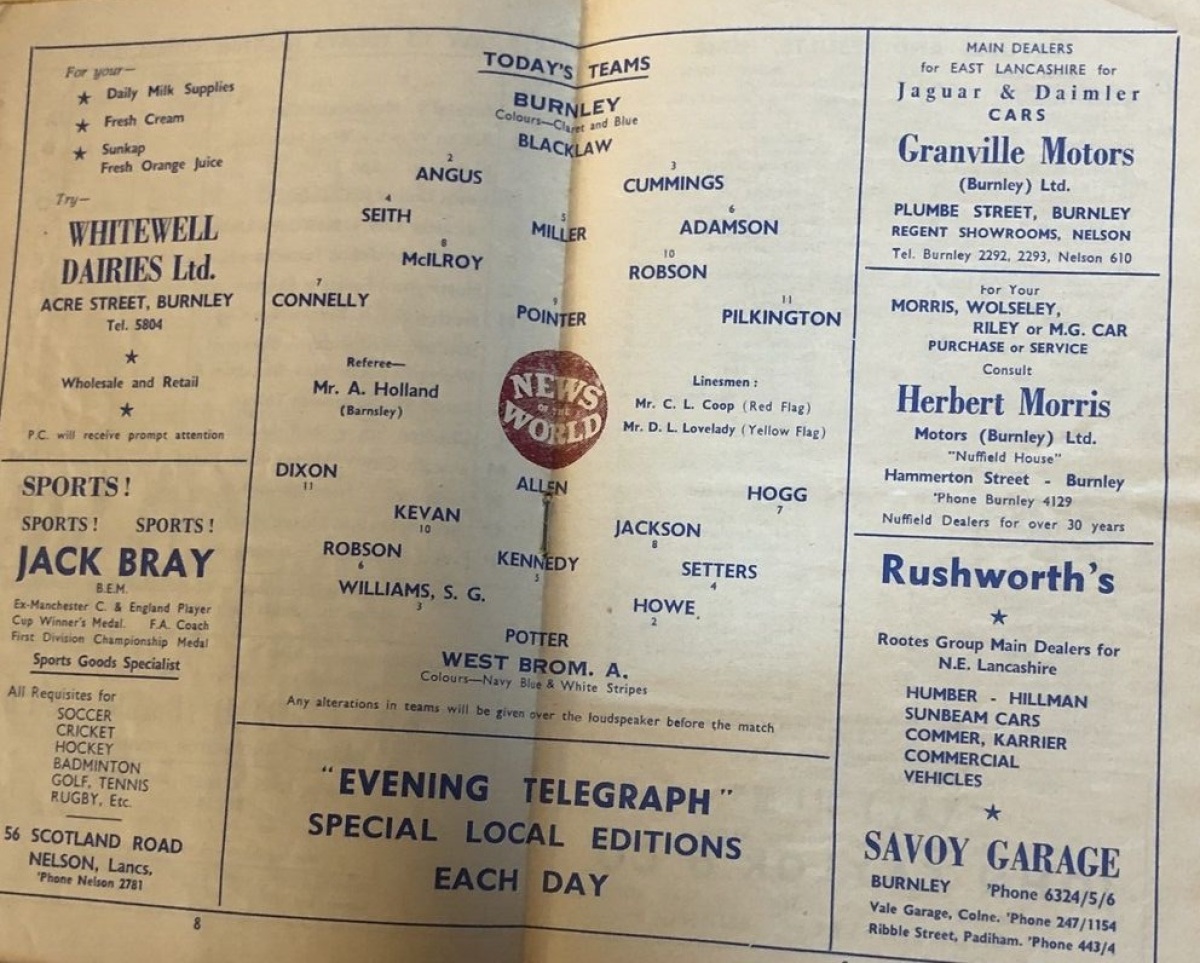 For your—
★ Daily Milk Supplies
★ Fresh Cream
★ Sunkap
Fresh Orange Juice
Try—
WHITEWELL
DAIRIES Ltd.
ACRE STREET, BURNLEY
Tel. 5804
★
Wholesale and Retail
★
P.C. will receive prompt attention
SPORTS!
SPORTS! SPORTS!
JACK BRAY
B.E.M.
Ex-Manchester C. & England Player
Cup Winner's Medal. F.A. Coach
First Division Championship Medal
Sports Goods Specialist
All Requisites for
SOCCER
CRICKET
HOCKEY
BADMINTON
GOLF, TENNIS
RUGBY, Etc.
56 SCOTLAND ROAD
NELSON, Lancs,
'Phone Nelson 2781
8
TODAY'S TEAMS
BURNLEY
Colours—Claret and Blue
BLACKLAW
2 3
ANGUS CUMMINGS
4 5 6
SEITH MILLER ADAMSON
8 10
McILROY ROBSON
7 9 11
CONNELLY POINTER PILKINGTON
Referee—
Mr. A. Holland
(Barnsley)
NEWS
OF THE
WORLD
Linesmen :
Mr. C. L. Coop (Red Flag)
Mr. D. L. Lovelady (Yellow Flag)
DIXON ALLEN HOGG
11 7
KEVAN JACKSON
10 8
ROBSON KENNEDY SETTERS
6 5 4
WILLIAMS, S. G. HOWE
3 2
POTTER
WEST BROM. A.
Colours—Navy Blue & White Stripes
Any alterations in teams will be given over the loudspeaker before the match
"EVENING TELEGRAPH"
SPECIAL LOCAL EDITIONS
EACH DAY
MAIN DEALERS
for EAST LANCASHIRE for
Jaguar & Daimler
CARS
Granville Motors
(Burnley) Ltd.
PLUMBE STREET, BURNLEY
REGENT SHOWROOMS, NELSON
Tel. Burnley 2292, 2293, Nelson 610
For Your
MORRIS, WOLSELEY,
RILEY or M.G. CAR
PURCHASE or SERVICE
Consult
Herbert Morris
Motors (Burnley) Ltd.
"Nuffield House"
Hammerton Street - Burnley
'Phone Burnley 4129
Nuffield Dealers for over 30 years
Rushworth's
★
Rootes Group Main Dealers for
N.E. Lancashire
HUMBER - HILLMAN
SUNBEAM CARS
COMMER, KARRIER
COMMERCIAL
VEHICLES
★
SAVOY GARAGE
BURNLEY 'Phone 6324/5/6
Vale Garage, Colne. 'Phone 247/1154
Ribble Street, Padiham. 'Phone 443/4